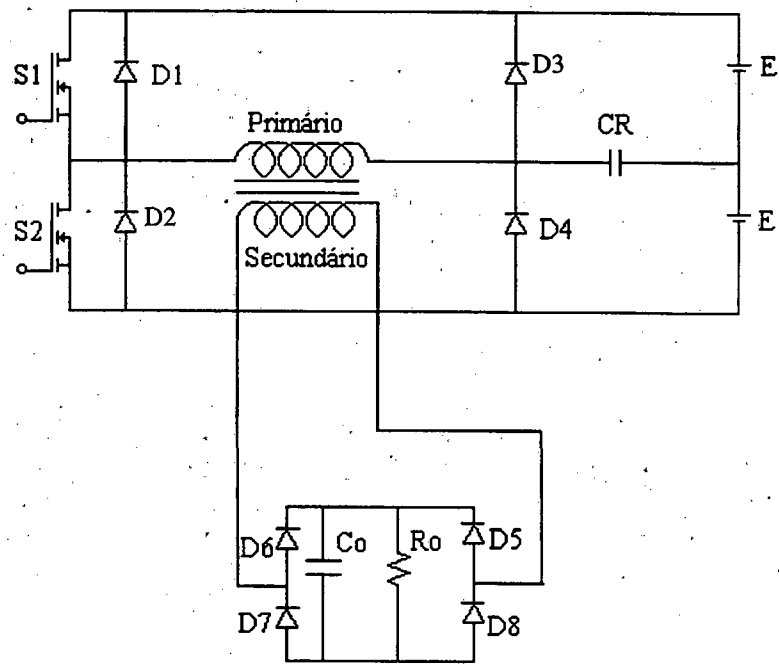 S1
D1
D3
E
Primário
CR
S2
D2
D4
E
Secundário
D6
Co
Ro
D5
D7
D8